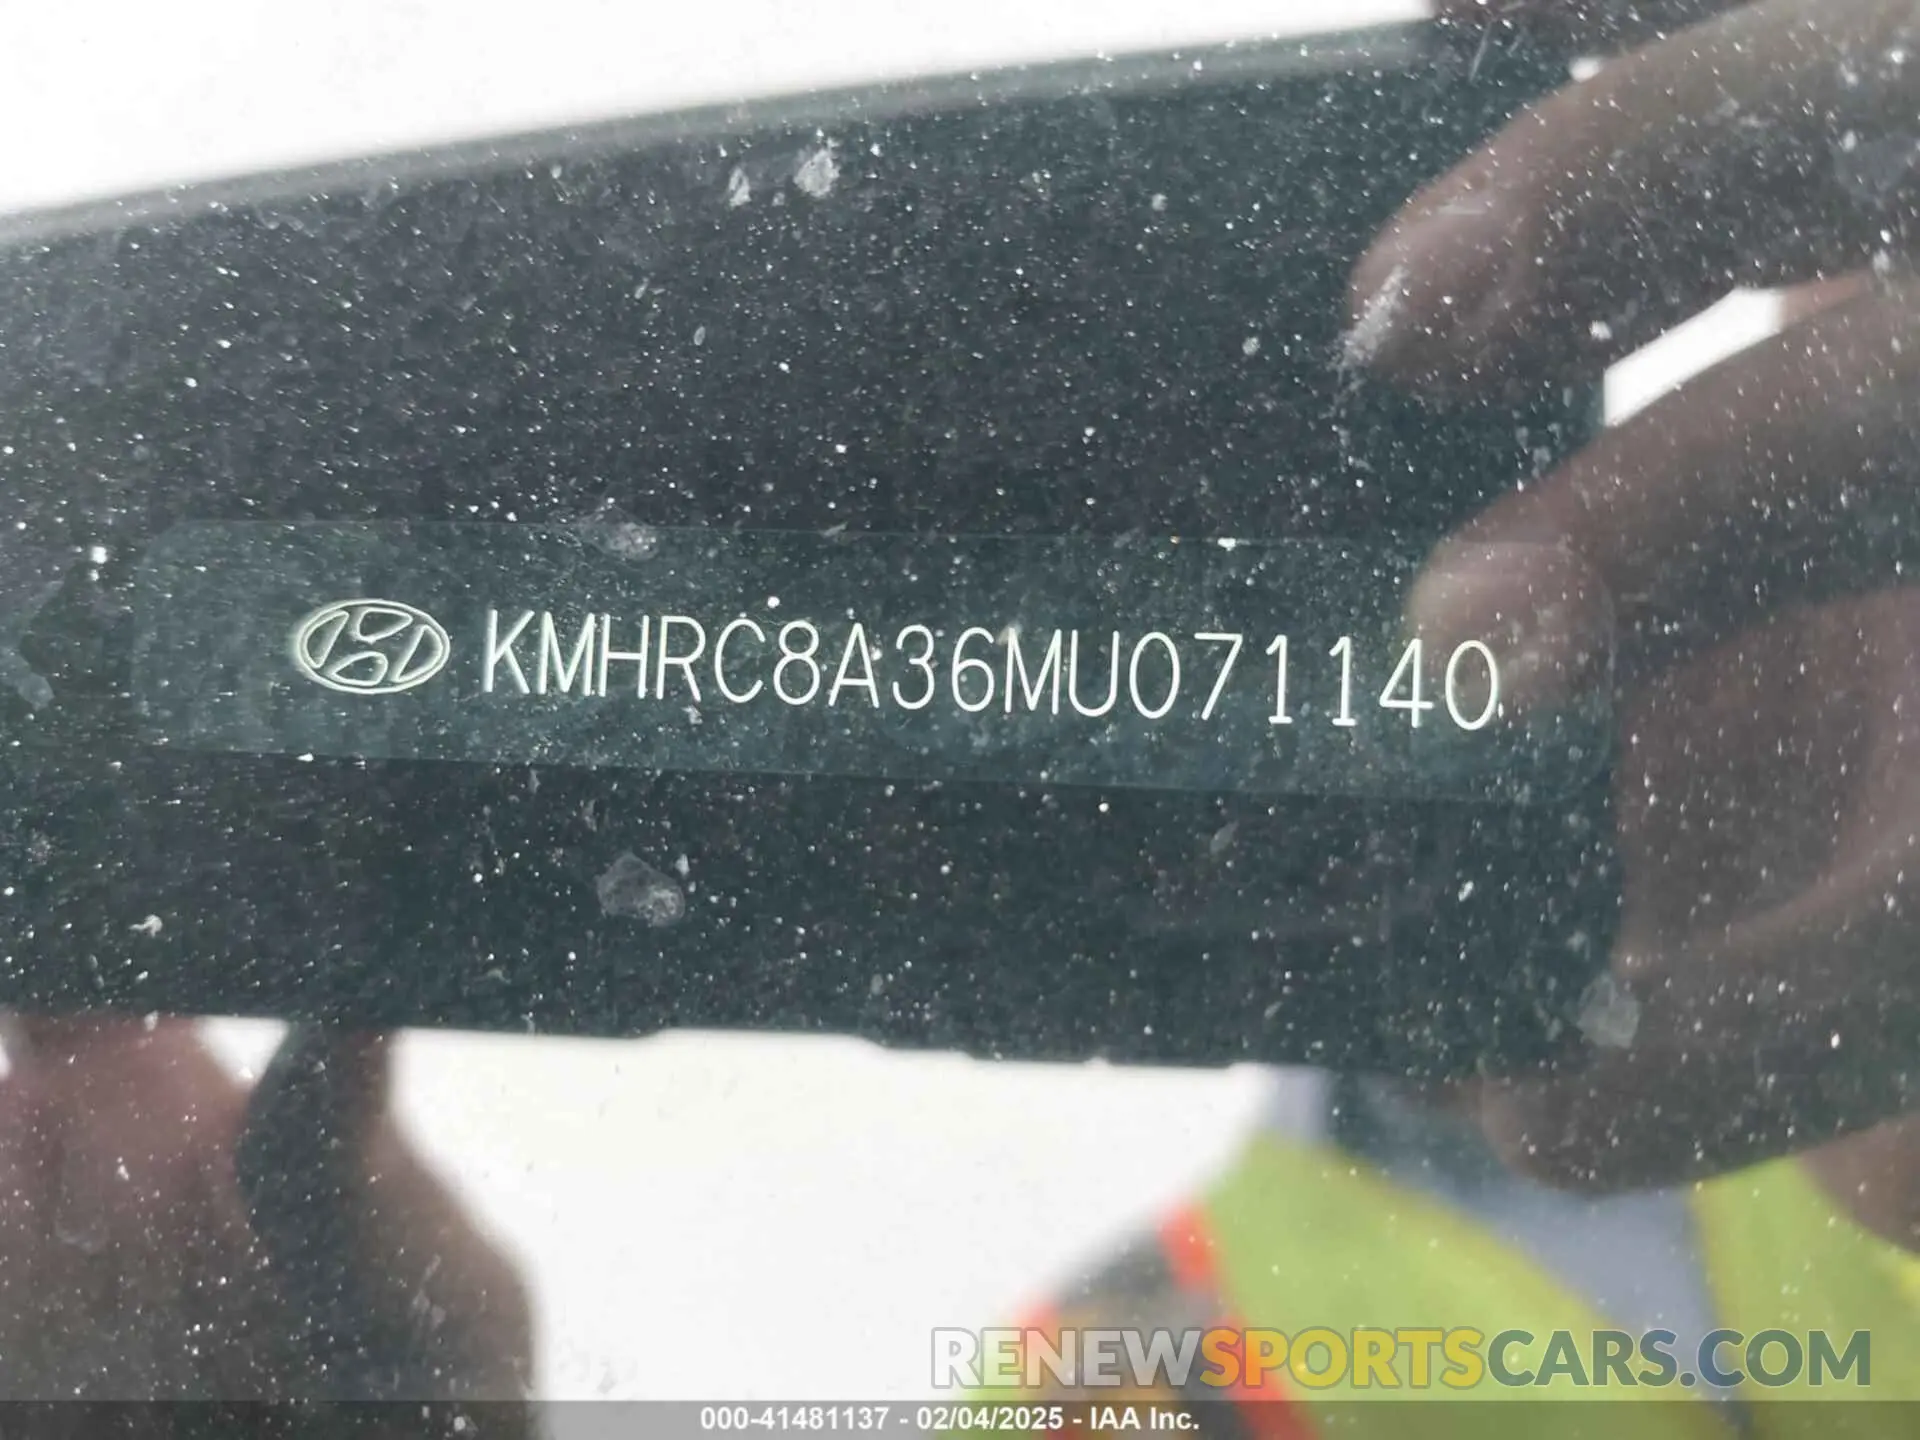 KMHRC8A36MU071140
RENEWSPORTSCARS.COM
000-41481137 - 02/04/2025 - IAA Inc.